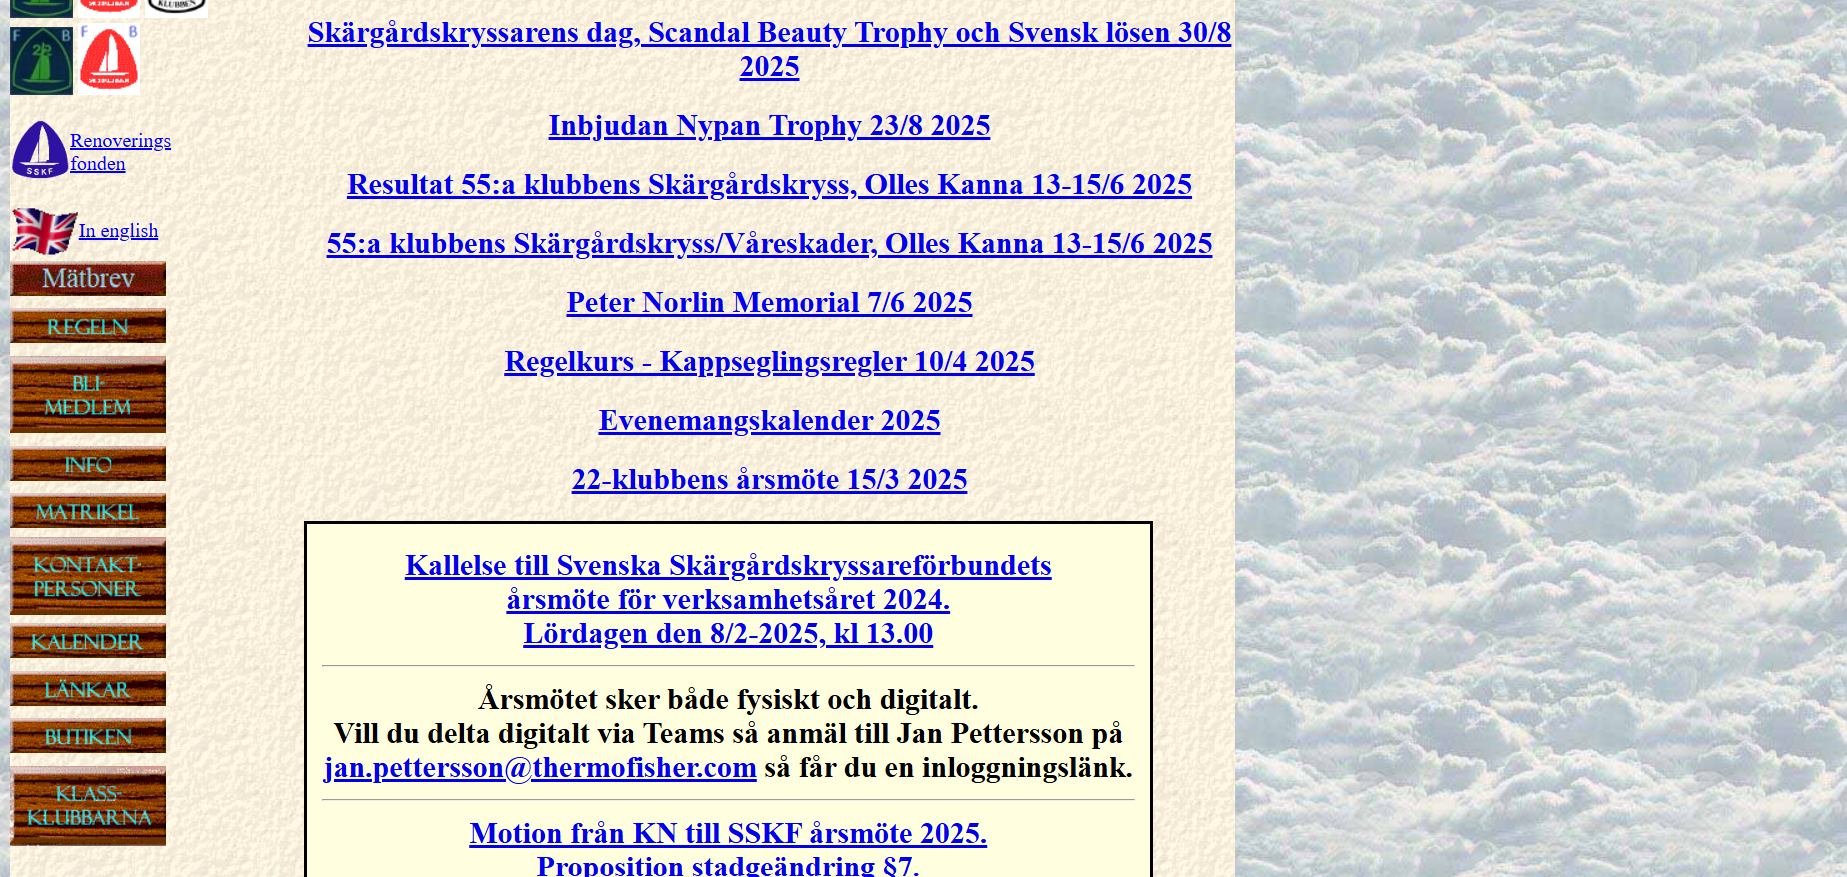 KLUBBEN
F B
22
F B
SKÄRGÅRDSKRYSSAREN
SSKF
Renoverings
fonden
In english
Mätbrev
REGELN
BLI-
MEDLEM
INFO
MATRIKEL
KONTAKT-
PERSONER
KALENDER
LÄNKAR
BUTIKEN
KLASS-
KLUBBARNA
Skärgårdskryssarens dag, Scandal Beauty Trophy och Svensk lösen 30/8
2025
Inbjudan Nypan Trophy 23/8 2025
Resultat 55:a klubbens Skärgårdskryss, Olles Kanna 13-15/6 2025
55:a klubbens Skärgårdskryss/Våreskader, Olles Kanna 13-15/6 2025
Peter Norlin Memorial 7/6 2025
Regelkurs - Kappseglingsregler 10/4 2025
Evenemangskalender 2025
22-klubbens årsmöte 15/3 2025
Kallelse till Svenska Skärgårdskryssareförbundets
årsmöte för verksamhetsåret 2024.
Lördagen den 8/2-2025, kl 13.00
Årsmötet sker både fysiskt och digitalt.
Vill du delta digitalt via Teams så anmäl till Jan Pettersson på
jan.pettersson@thermofisher.com så får du en inloggningslänk.
Motion från KN till SSKF årsmöte 2025.
Proposition stadgeändring §7.